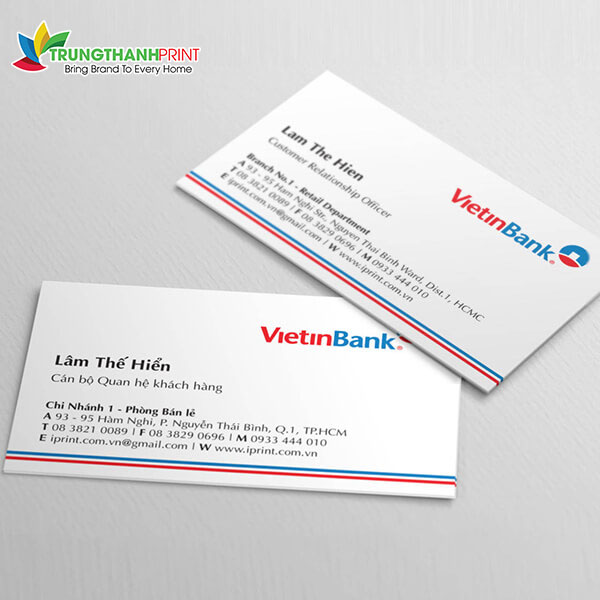 TRUNGTHANHPRINT
Bring Brand To Every Home
VietinBank®
Lam The Hien
Customer Relationship Officer
Branch No.1 - Retail Department
A 93 - 95 Ham Nghi Str., Nguyen Thai Binh Ward, Dist.1, HCMC
T 08 3821 0089 | F 08 3829 0696 | M 0933 444 010
E iprint.com.vn@gmail.com | W www.iprint.com.vn
VietinBank®
Lâm Thế Hiển
Cán bộ Quan hệ khách hàng
Chi Nhánh 1 - Phòng Bán lẻ
A 93 - 95 Hàm Nghi, P. Nguyễn Thái Bình, Q.1, TP.HCM
T 08 3821 0089 | F 08 3829 0696 | M 0933 444 010
E iprint.com.vn@gmail.com | W www.iprint.com.vn